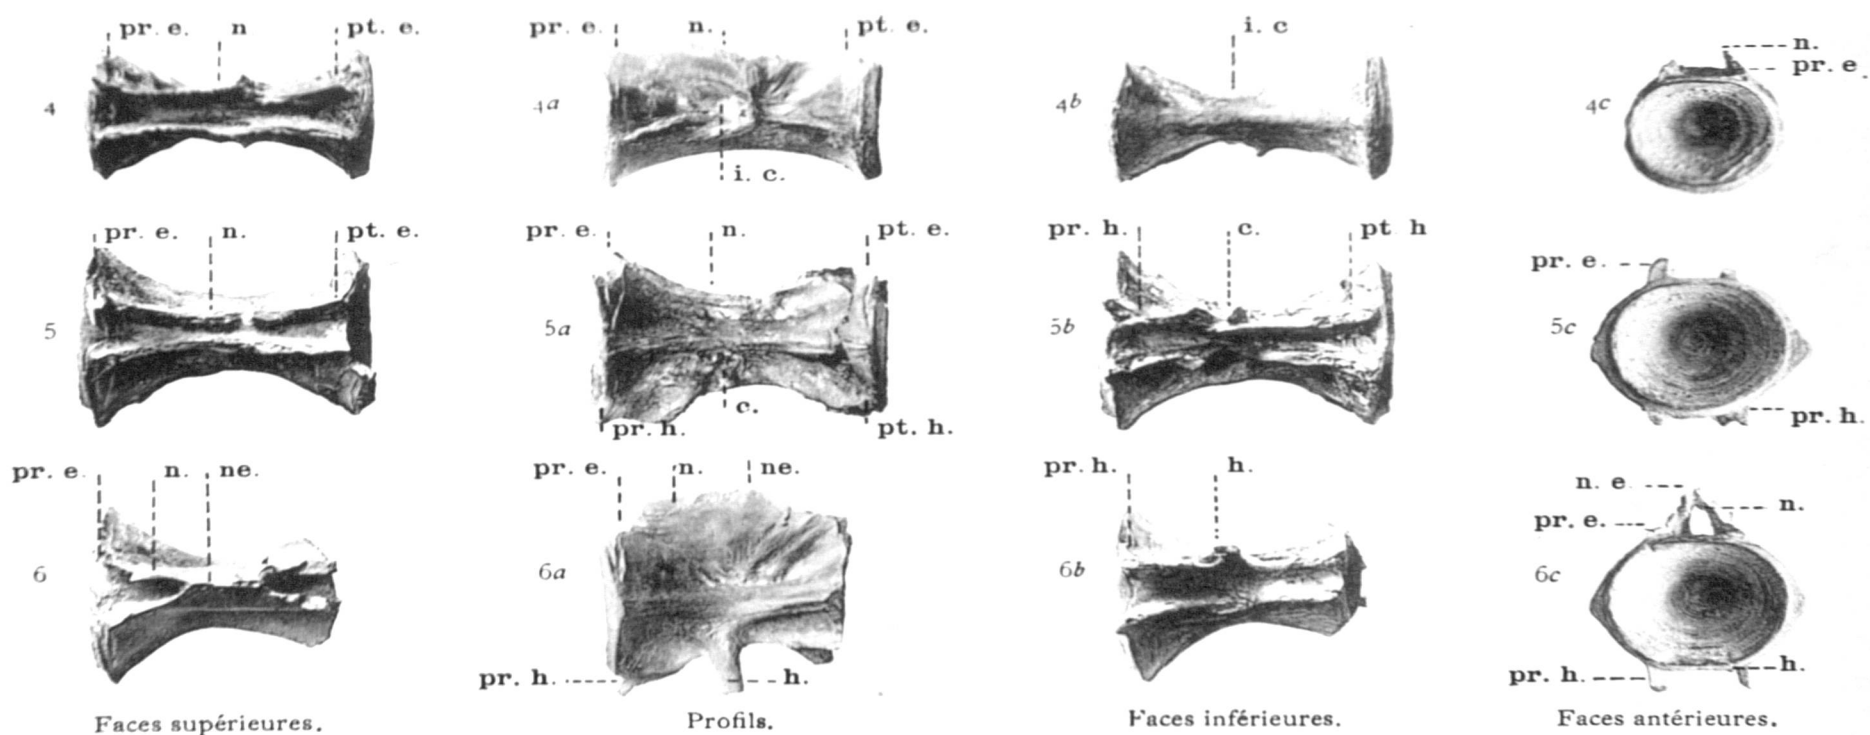 pr. e. n pt. e.
4
pr. e. n. pt. e.
4a
i. c.
i. c
4b
n.
pr. e.
4c
pr. e. n. pt. e.
5
pr. e. n. pt. e.
5a
c.
pr. h. pt. h.
pr. h. c. pt h
5b
pr. e.
5c
pr. h.
pr. e. n. ne.
6
pr. e. n. ne.
6a
pr. h. h.
pr. h. h.
6b
n. e
n.
pr. e.
6c
h.
pr. h.
Faces supérieures. Profils. Faces inférieures. Faces antérieures.